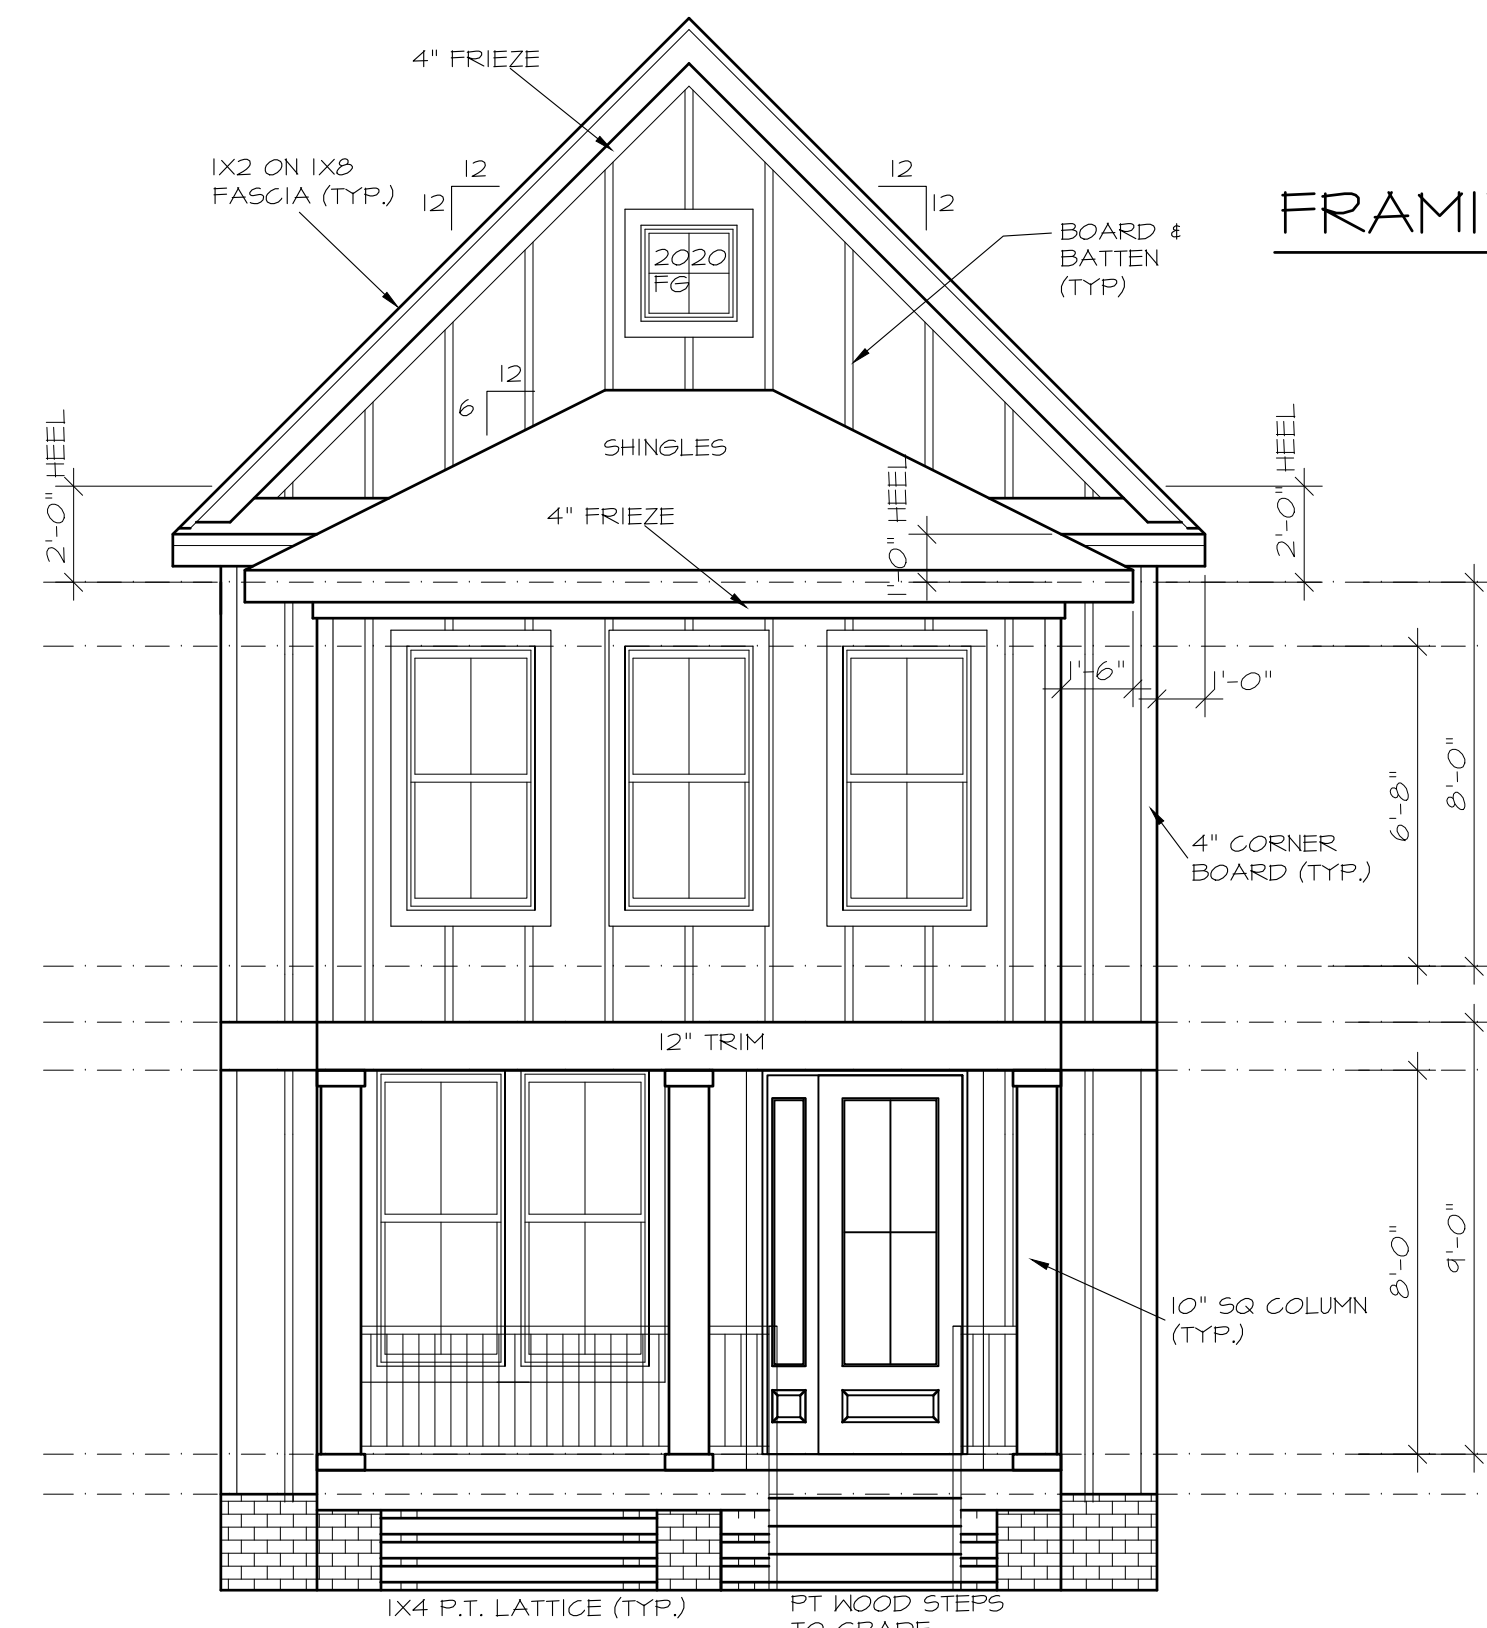 4" FRIEZE
1X2 ON 1X8
FASCIA (TYP.)
12
12
12
12
FRAMI
BOARD &
BATTEN
(TYP)
2020
FG
12
6
SHINGLES
2'-0" HEEL
1'-0" HEEL
2'-0" HEEL
4" FRIEZE
1'-6"
1'-0"
6'-8"
8'-0"
4" CORNER
BOARD (TYP.)
12" TRIM
8'-0"
9'-0"
10" SQ COLUMN
(TYP.)
1X4 P.T. LATTICE (TYP.)
PT WOOD STEPS
TO GRADE